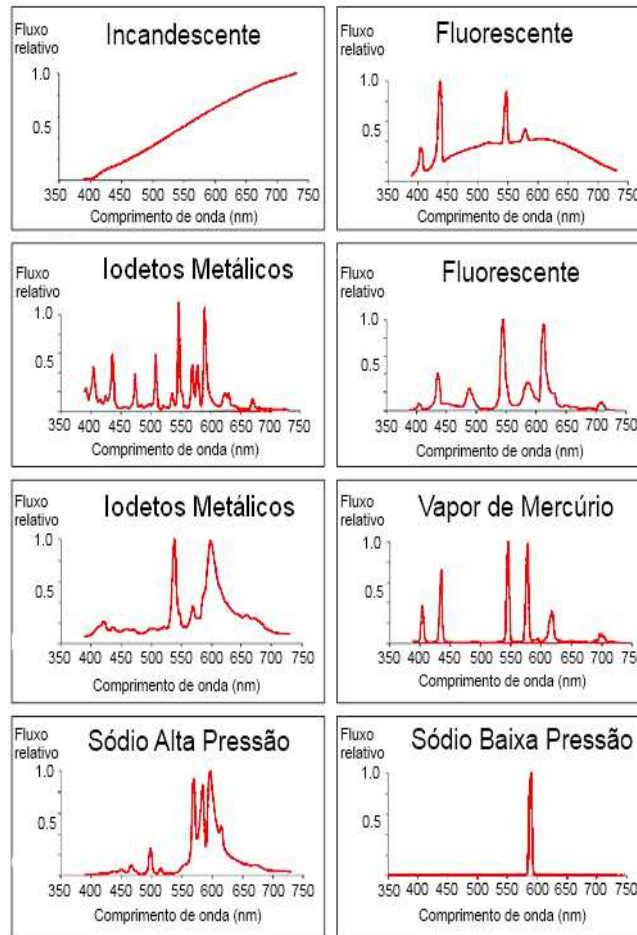 Fluxo
relativo
Incandescente
1.0
0.5
350 400 450 500 550 600 650 700 750
Comprimento de onda (nm)
Fluxo
relativo
Fluorescente
1.0
0.5
350 400 450 500 550 600 650 700 750
Comprimento de onda (nm)
Fluxo
relativo
Iodetos Metálicos
1.0
0.5
350 400 450 500 550 600 650 700 750
Comprimento de onda (nm)
Fluxo
relativo
Fluorescente
1.0
0.5
350 400 450 500 550 600 650 700 750
Comprimento de onda (nm)
Fluxo
relativo
Iodetos Metálicos
1.0
0.5
350 400 450 500 550 600 650 700 750
Comprimento de onda (nm)
Fluxo
relativo
Vapor de Mercúrio
1.0
0.5
350 400 450 500 550 600 650 700 750
Comprimento de onda (nm)
Fluxo
relativo
Sódio Alta Pressão
1.0
0.5
350 400 450 500 550 600 650 700 750
Comprimento de onda (nm)
Fluxo
relativo
Sódio Baixa Pressão
1.0
0.5
350 400 450 500 550 600 650 700 750
Comprimento de onda (nm)